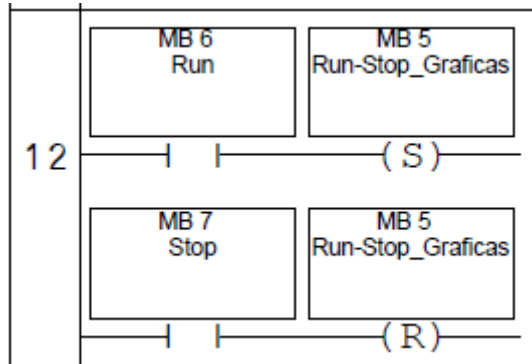 MB 6
Run
MB 5
Run-Stop_Graficas
12
(S)
MB 7
Stop
MB 5
Run-Stop_Graficas
(R)